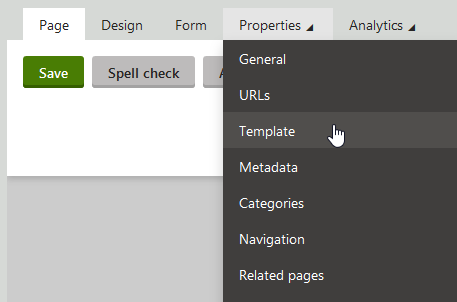 Page Design Form Properties Analytics
Save Spell check
General
URLs
Template
Metadata
Categories
Navigation
Related pages